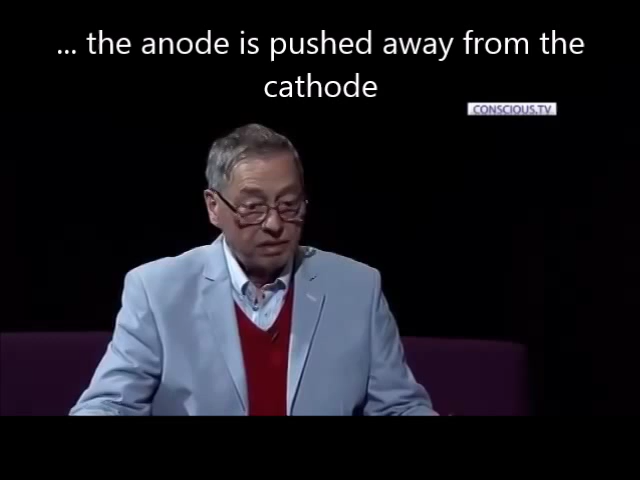 ... the anode is pushed away from the
cathode
CONSCIOUS.TV